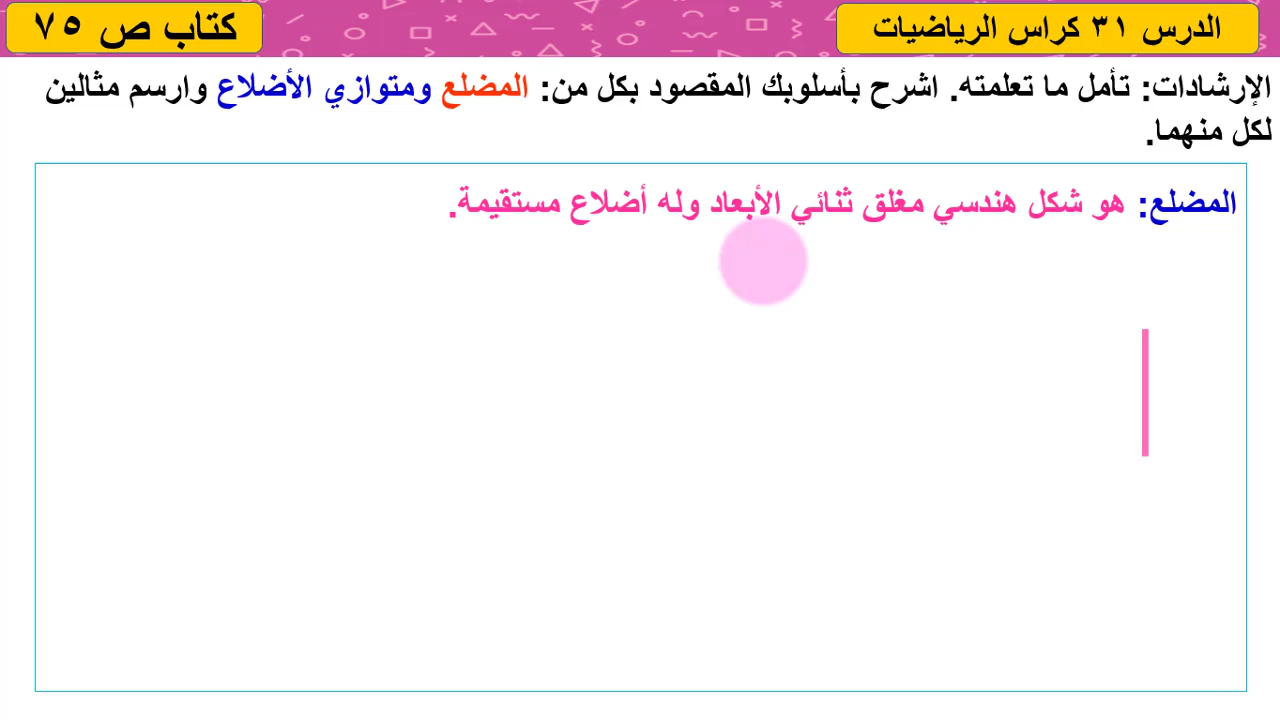 الدرس ٣١ كراس الرياضيات
كتاب ص ٧٥
الإرشادات: تأمل ما تعلمته. اشرح بأسلوبك المقصود بكل من: المضلع ومتوازي الأضلاع وارسم مثالين
لكل منهما.
المضلع: هو شكل هندسي مغلق ثنائي الأبعاد وله أضلاع مستقيمة.